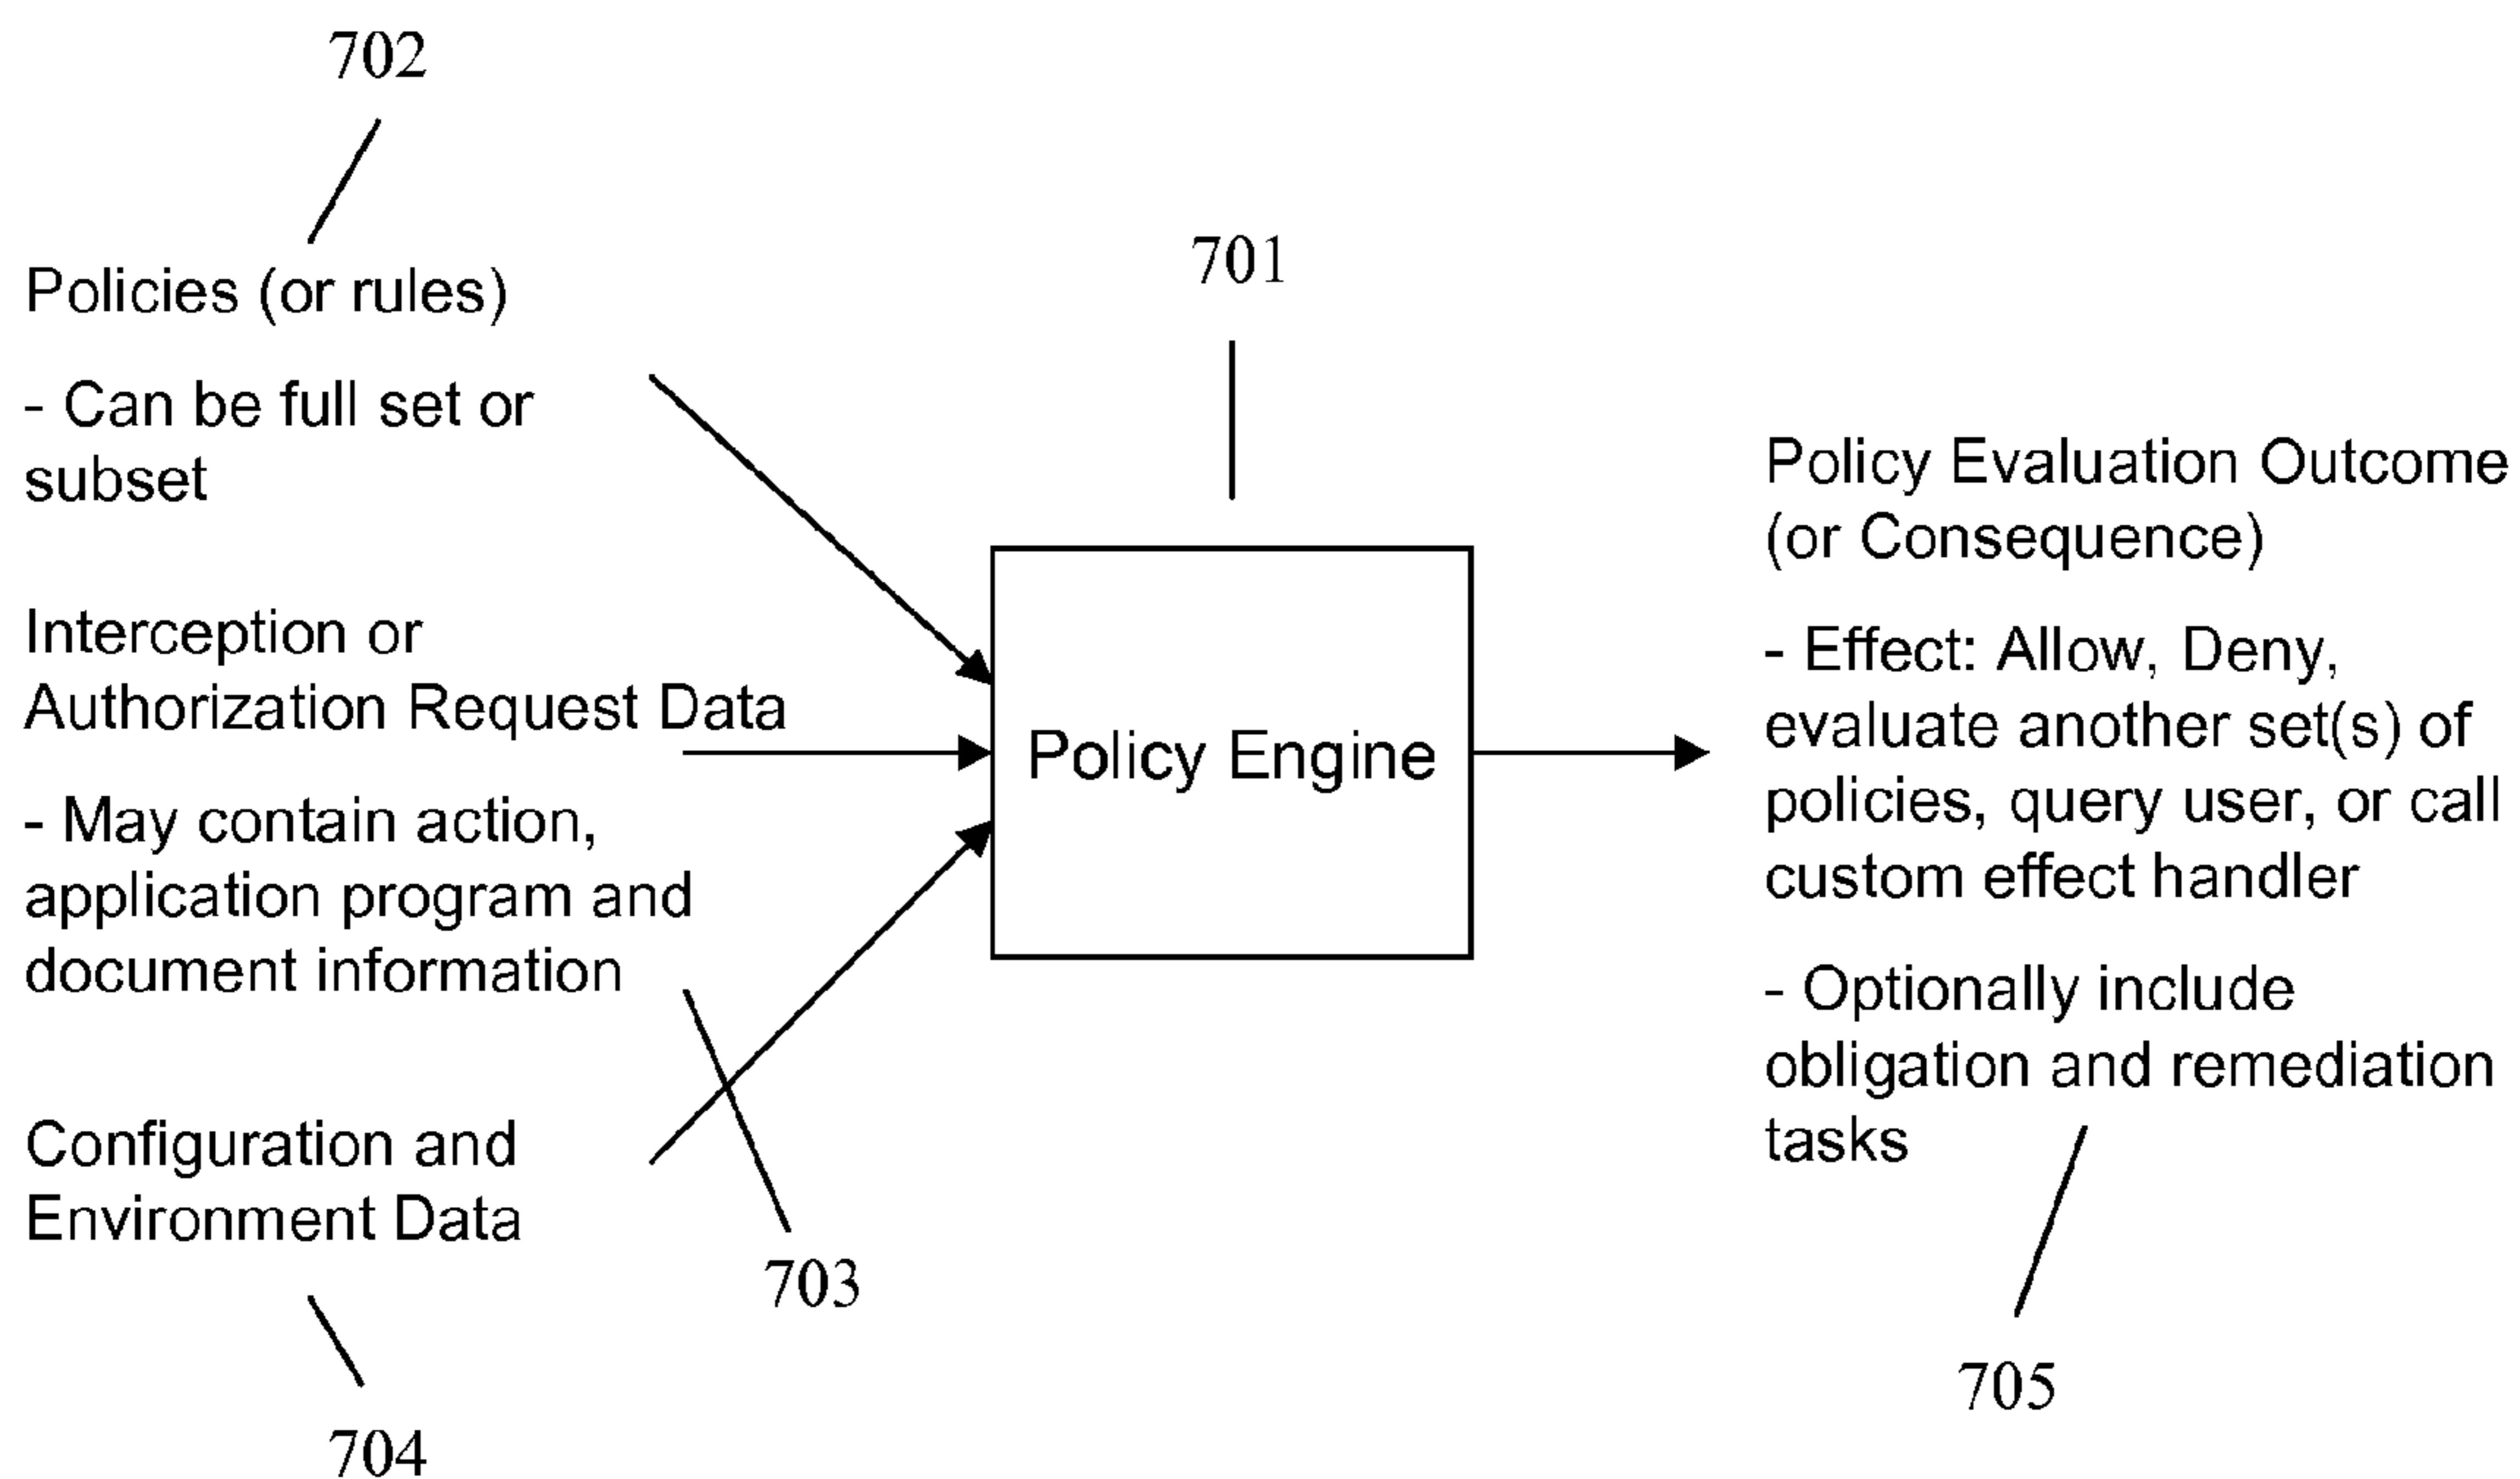 702
Policies (or rules)
- Can be full set or
subset
Interception or
Authorization Request Data
- May contain action,
application program and
document information
Configuration and
Environment Data
703
704
701
Policy Engine
Policy Evaluation Outcome
(or Consequence)
- Effect: Allow, Deny,
evaluate another set(s) of
policies, query user, or call
custom effect handler
- Optionally include
obligation and remediation
tasks
705